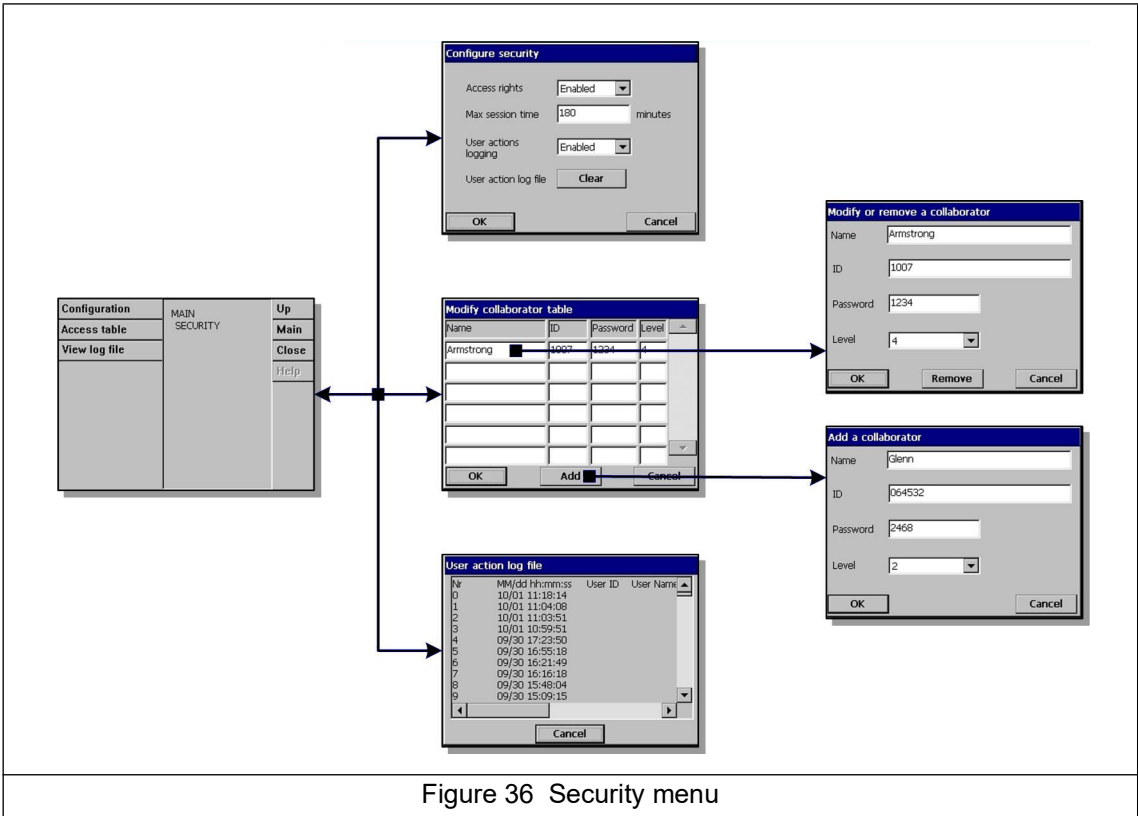 Configure security
Access rights Enabled
Max session time 180 minutes
User actions
logging Enabled
User action log file Clear
OK Cancel
Configuration MAIN Up
Access table SECURITY Main
View log file Close
Help
Modify collaborator table
Name ID Password Level
Armstrong 1007 1234 4
OK Add Cancel
Modify or remove a collaborator
Name Armstrong
ID 1007
Password 1234
Level 4
OK Remove Cancel
Add a collaborator
Name Glenn
ID 064532
Password 2468
Level 2
OK Cancel
User action log file
Nr MM/dd hh:mm:ss User ID User Name
0 10/01 11:18:14
1 10/01 11:04:08
2 10/01 11:03:51
3 10/01 10:59:51
4 09/30 17:23:50
5 09/30 16:55:18
6 09/30 16:21:49
7 09/30 16:16:18
8 09/30 15:48:04
9 09/30 15:09:15
Cancel
Figure 36 Security menu